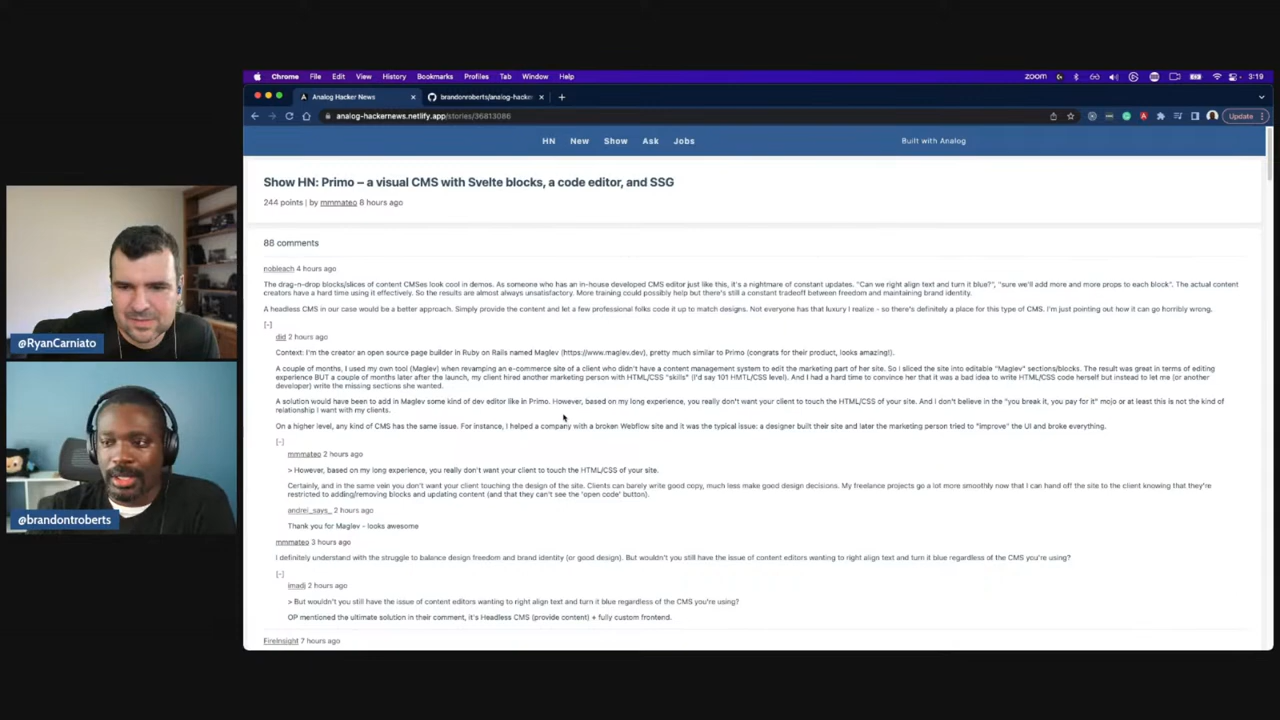 Chrome File Edit View History Bookmarks Profiles Tab Window Help zoom 3:19
Analog Hacker News brandonroberts/analog-hacke
analog-hackernews.netlify.app/stories/36813086 Update
HN New Show Ask Jobs Built with Analog
Show HN: Primo – a visual CMS with Svelte blocks, a code editor, and SSG
244 points | by mmmateo 8 hours ago
88 comments
nobleach 4 hours ago
The drag-n-drop blocks/slices of content CMSes look cool in demos. As someone who has an in-house developed CMS editor just like this, it's a nightmare of constant updates. "Can we right align text and turn it blue?", "sure we'll add more and more props to each block". The actual content
creators have a hard time using it effectively. So the results are almost always unsatisfactory. More training could possibly help but there's still a constant tradeoff between freedom and maintaining brand identity.
A headless CMS in our case would be a better approach. Simply provide the content and let a few professional folks code it up to match designs. Not everyone has that luxury I realize - so there's definitely a place for this type of CMS. I'm just pointing out how it can go horribly wrong.
[-]
did 2 hours ago
Context: I'm the creator an open source page builder in Ruby on Rails named Maglev (https://www.maglev.dev), pretty much similar to Primo (congrats for their product, looks amazing!).
A couple of months, I used my own tool (Maglev) when revamping an e-commerce site of a client who didn't have a content management system to edit the marketing part of her site. So I sliced the site into editable "Maglev" sections/blocks. The result was great in terms of editing
experience BUT a couple of months later after the launch, my client hired another marketing person with HTML/CSS "skills" (I'd say 101 HMTL/CSS level). And I had a hard time to convince her that it was a bad idea to write HTML/CSS code herself but instead to let me (or another
developer) write the missing sections she wanted.
A solution would have been to add in Maglev some kind of dev editor like in Primo. However, based on my long experience, you really don't want your client to touch the HTML/CSS of your site. And I don't believe in the "you break it, you pay for it" mojo or at least this is not the kind of
relationship I want with my clients.
On a higher level, any kind of CMS has the same issue. For instance, I helped a company with a broken Webflow site and it was the typical issue; a designer built their site and later the marketing person tried to "improve" the UI and broke everything.
[-]
mmmateo 2 hours ago
> However, based on my long experience, you really don't want your client to touch the HTML/CSS of your site.
Certainly, and in the same vein you don't want your client touching the design of the site. Clients can barely write good copy, much less make good design decisions. My freelance projects go a lot more smoothly now that I can hand off the site to the client knowing that they're
restricted to adding/removing blocks and updating content (and that they can't see the 'open code' button).
andrei_says_ 2 hours ago
Thank you for Maglev - looks awesome
mmmateo 3 hours ago
I definitely understand with the struggle to balance design freedom and brand identity (or good design). But wouldn't you still have the issue of content editors wanting to right align text and turn it blue regardless of the CMS you're using?
[-]
imadj 2 hours ago
> But wouldn't you still have the issue of content editors wanting to right align text and turn it blue regardless of the CMS you're using?
OP mentioned the ultimate solution in their comment, it's Headless CMS (provide content) + fully custom frontend.
FireInsight 7 hours ago
@RyanCarniato
@brandontroberts